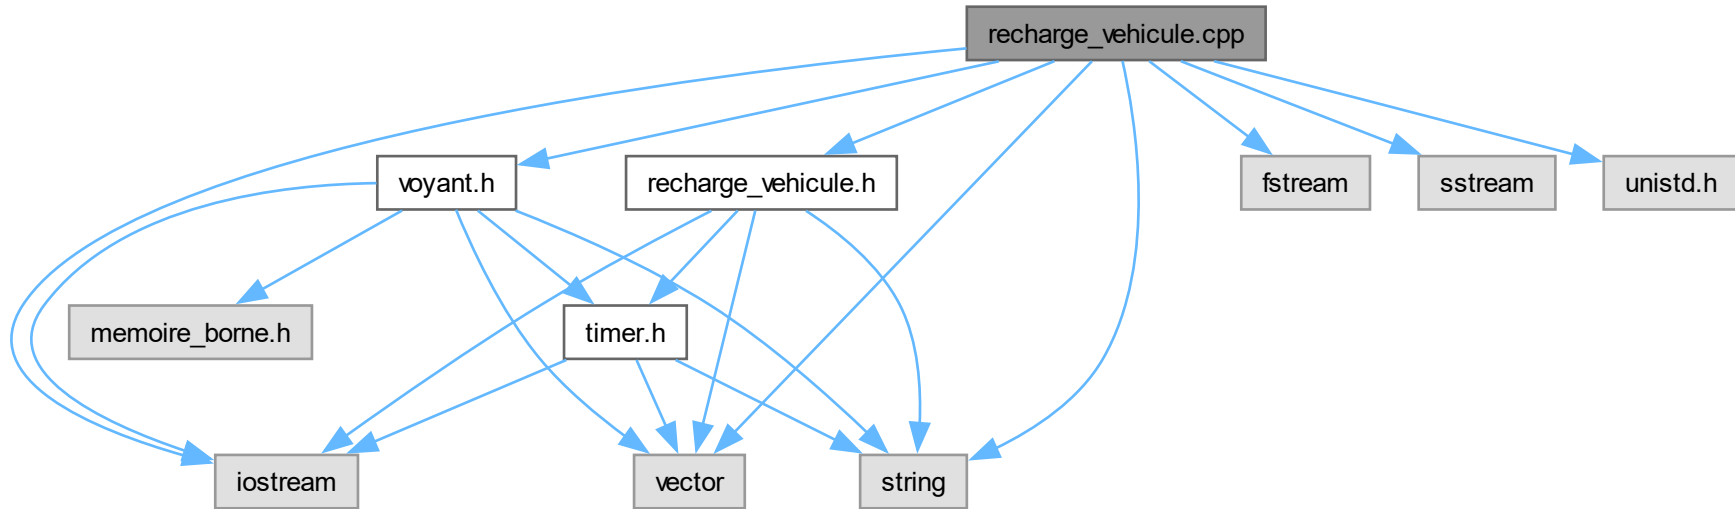 recharge_vehicule.cpp
voyant.h
recharge_vehicule.h
fstream
sstream
unistd.h
memoire_borne.h
timer.h
iostream
vector
string